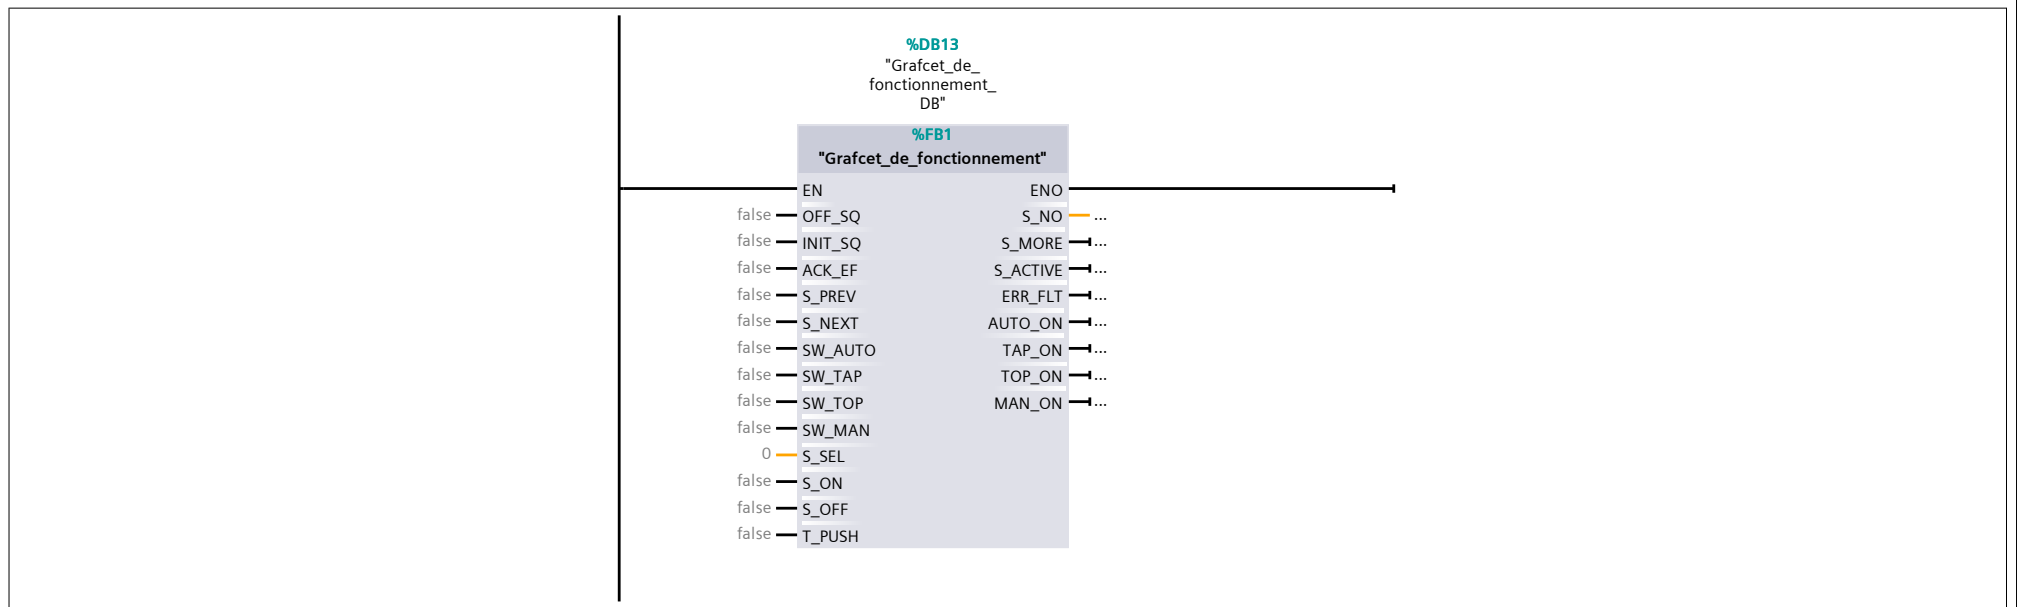 %DB13
"Grafcet_de_
fonctionnement_
DB"
%FB1
"Grafcet_de_fonctionnement"
EN ENO
false OFF_SQ S_NO ...
false INIT_SQ S_MORE ...
false ACK_EF S_ACTIVE ...
false S_PREV ERR_FLT ...
false S_NEXT AUTO_ON ...
false SW_AUTO TAP_ON ...
false SW_TAP TOP_ON ...
false SW_TOP MAN_ON ...
false SW_MAN
0 S_SEL
false S_ON
false S_OFF
false T_PUSH